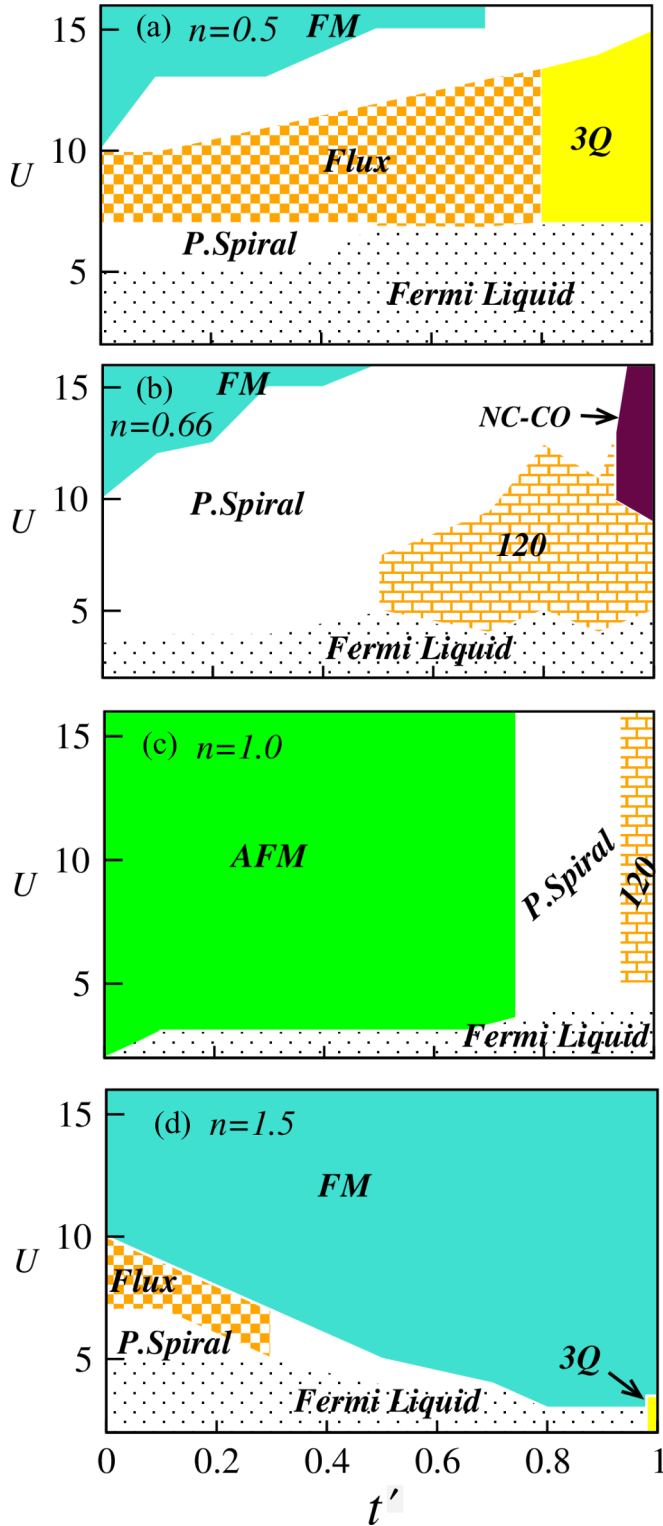 15
(a) n=0.5
FM
10
U
Flux
3Q
P.Spiral
5
Fermi Liquid
15
(b)
FM
n=0.66
NC-CO
10
U
P.Spiral
120
5
Fermi Liquid
15
(c) n=1.0
10
U
AFM
P.Spiral
120
5
Fermi Liquid
15
(d) n=1.5
FM
10
U
Flux
P.Spiral
5
3Q
Fermi Liquid
0 0.2 0.4 0.6 0.8 1
t′